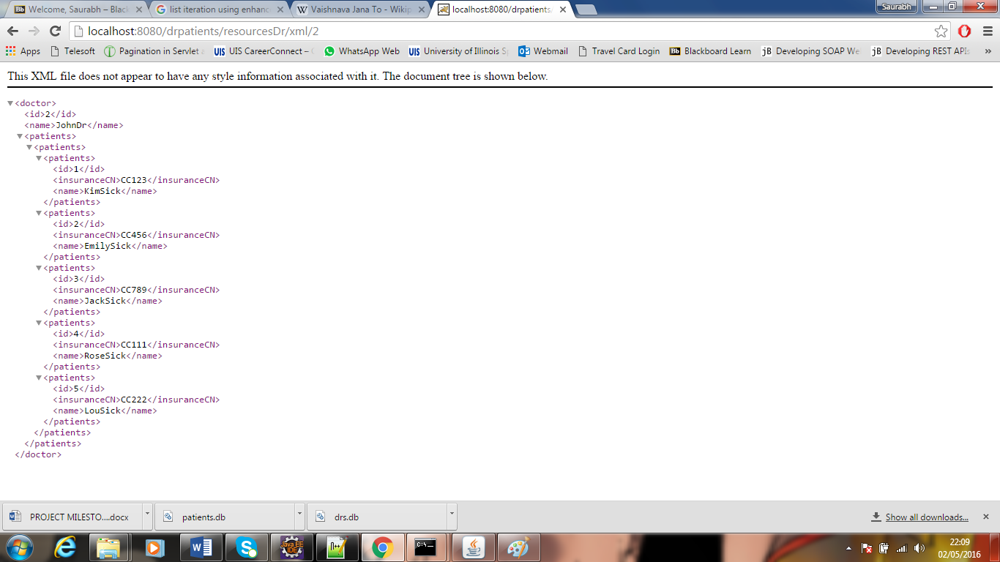 Welcome, Saurabh – Black
list iteration using enhanc
Vaishnava Jana To - Wikip
localhost:8080/drpatients/
Saurabh
localhost:8080/drpatients/resourcesDr/xml/2
Apps
Telesoft
Pagination in Servlet a
UIS CareerConnect – C
WhatsApp Web
University of Illinois Sp
Webmail
Travel Card Login
Blackboard Learn
Developing SOAP We
Developing REST APIs
»
This XML file does not appear to have any style information associated with it. The document tree is shown below.
▼<doctor>
<id>2</id>
<name>JohnDr</name>
▼<patients>
▼<patients>
▼<patients>
<id>1</id>
<insuranceCN>CC123</insuranceCN>
<name>KimSick</name>
</patients>
▼<patients>
<id>2</id>
<insuranceCN>CC456</insuranceCN>
<name>EmilySick</name>
</patients>
▼<patients>
<id>3</id>
<insuranceCN>CC789</insuranceCN>
<name>JackSick</name>
</patients>
▼<patients>
<id>4</id>
<insuranceCN>CC111</insuranceCN>
<name>RoseSick</name>
</patients>
▼<patients>
<id>5</id>
<insuranceCN>CC222</insuranceCN>
<name>LouSick</name>
</patients>
</patients>
</patients>
</doctor>
PROJECT MILESTO....docx
patients.db
drs.db
Show all downloads...
Java EE
IDE
C:\_
22:09
02/05/2016